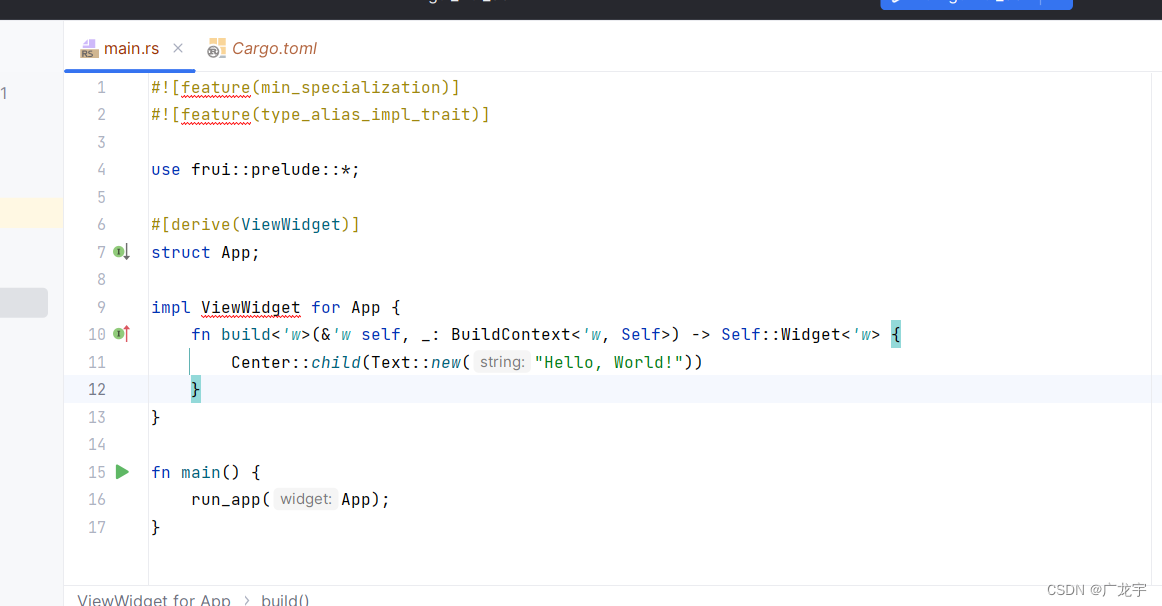 main.rs × Cargo.toml
1
1 #![feature(min_specialization)]
2 #![feature(type_alias_impl_trait)]
3
4 use frui::prelude::*;
5
6 #[derive(ViewWidget)]
7 struct App;
8
9 impl ViewWidget for App {
10 fn build<'w>(&'w self, _: BuildContext<'w, Self>) -> Self::Widget<'w> {
11 Center::child(Text::new( string: "Hello, World!"))
12 }
13 }
14
15 fn main() {
16 run_app( widget: App);
17 }
ViewWidget for App > build()
CSDN @广龙宇